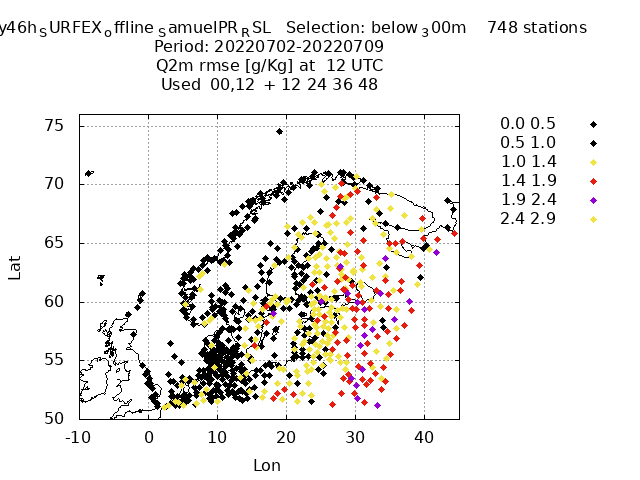 y46hSURFEXoffline SamuelPRRSL Selection: below300m 748 stations
Period: 20220702-20220709
Q2m rmse [g/Kg] at 12 UTC
Used 00,12 + 12 24 36 48
75
70
65
60
55
50
-10 0 10 20 30 40
Lat
Lon
0.0 0.5
0.5 1.0
1.0 1.4
1.4 1.9
1.9 2.4
2.4 2.9